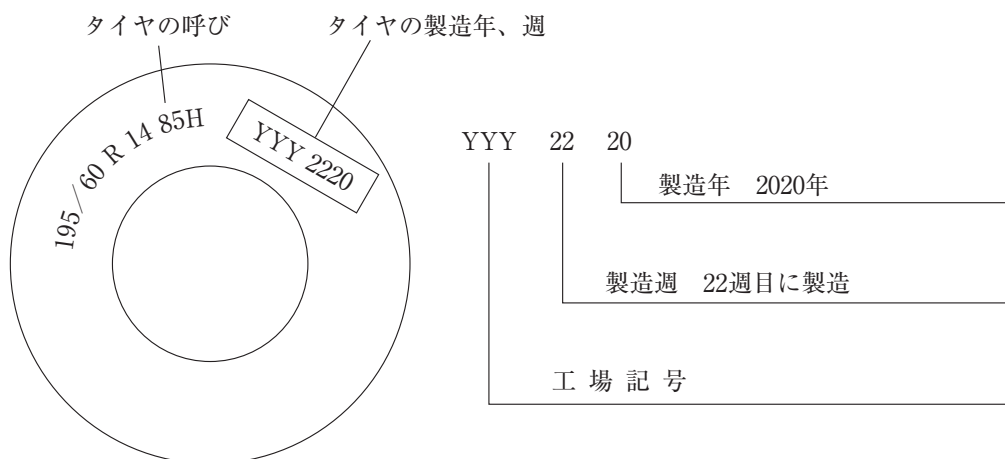 タイヤの呼び
タイヤの製造年、週
195／60 R 14 85H
YYY 2220
YYY 22 20
製造年 2020年
製造週 22週目に製造
工場記号